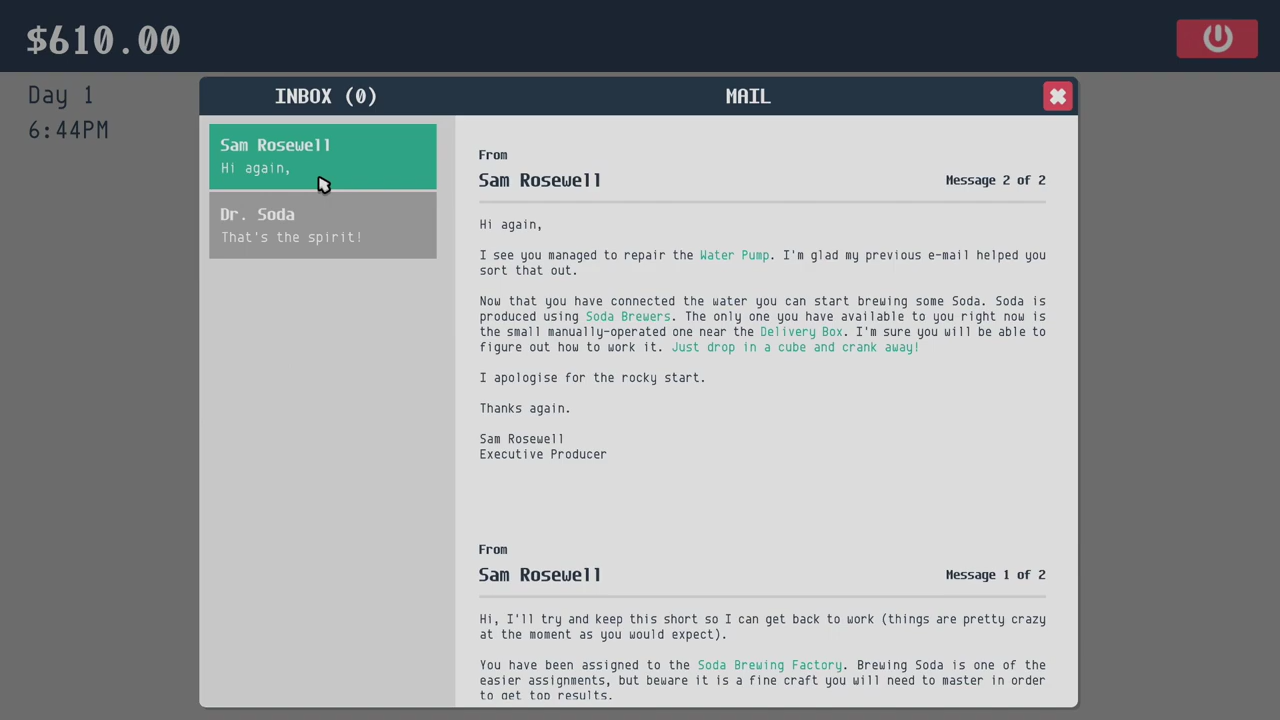 $610.00
Day 1
6:44PM
INBOX (0)
MAIL
Sam Rosewell
Hi again,
Dr. Soda
That's the spirit!
From
Sam Rosewell
Message 2 of 2
Hi again,
I see you managed to repair the Water Pump. I'm glad my previous e-mail helped you
sort that out.
Now that you have connected the water you can start brewing some Soda. Soda is
produced using Soda Brewers. The only one you have available to you right now is
the small manually-operated one near the Delivery Box. I'm sure you will be able to
figure out how to work it. Just drop in a cube and crank away!
I apologise for the rocky start.
Thanks again.
Sam Rosewell
Executive Producer
From
Sam Rosewell
Message 1 of 2
Hi, I'll try and keep this short so I can get back to work (things are pretty crazy
at the moment as you would expect).
You have been assigned to the Soda Brewing Factory. Brewing Soda is one of the
easier assignments, but beware it is a fine craft you will need to master in order
to get top results.